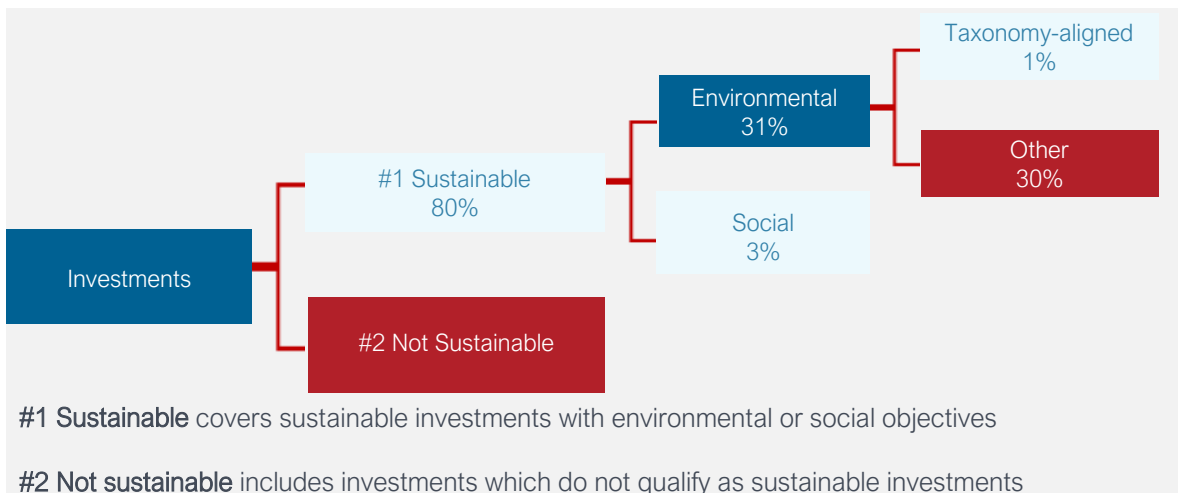 Taxonomy-aligned
1%
Environmental
31%
Other
30%
#1 Sustainable
80%
Social
3%
Investments
#2 Not Sustainable
#1 Sustainable covers sustainable investments with environmental or social objectives
#2 Not sustainable includes investments which do not qualify as sustainable investments